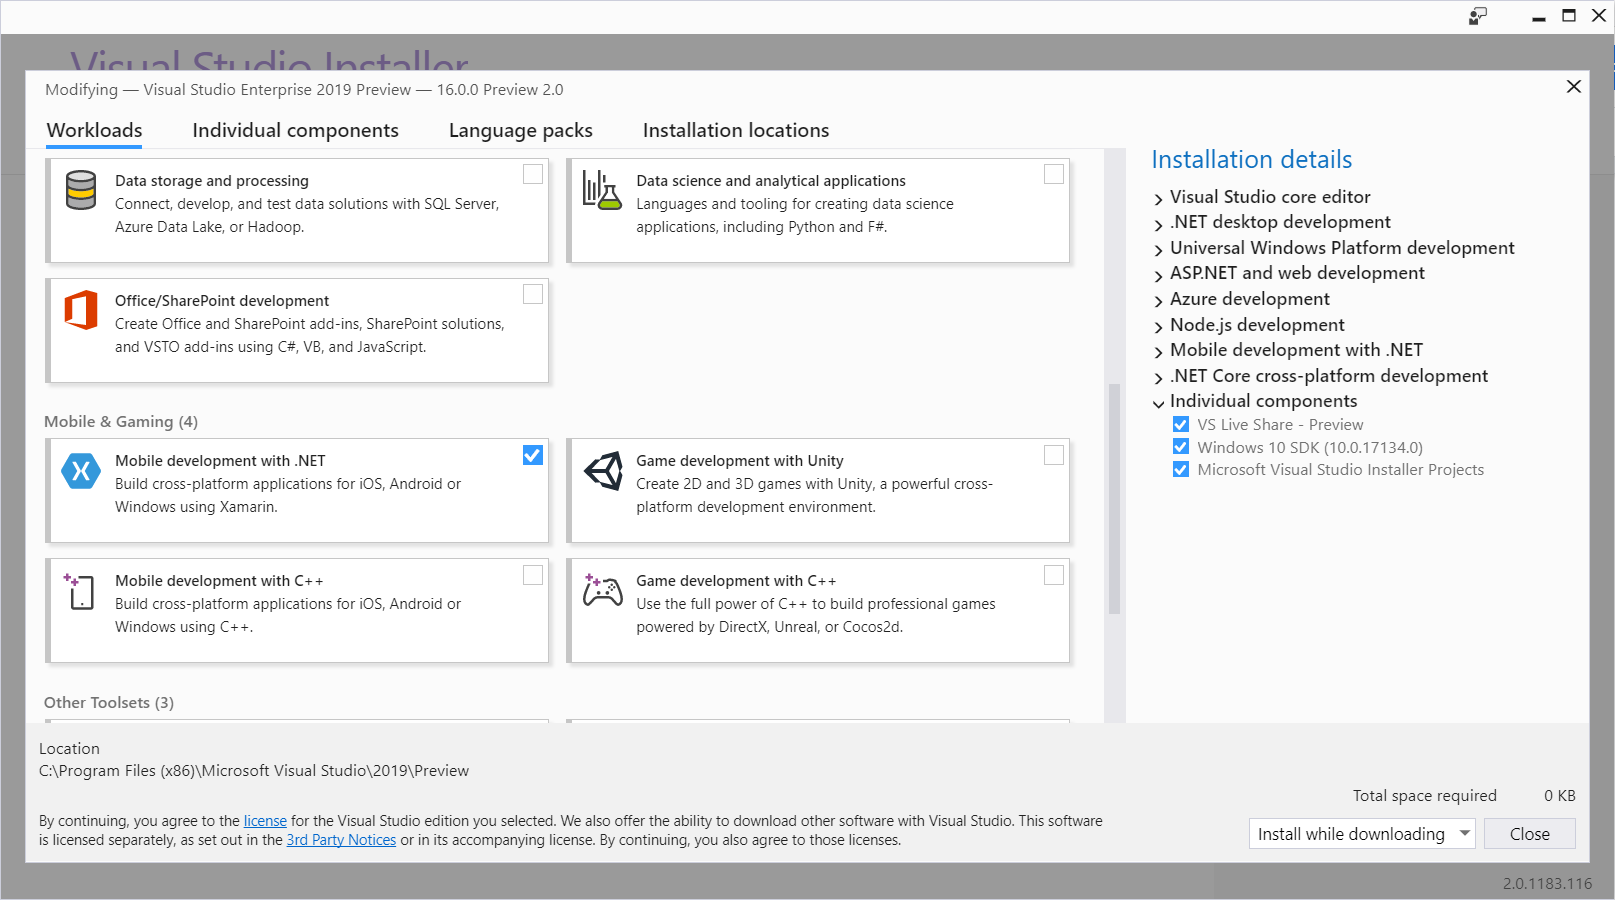 Visual Studio Installer
Modifying — Visual Studio Enterprise 2019 Preview — 16.0.0 Preview 2.0
Workloads
Individual components
Language packs
Installation locations
Data storage and processing
Connect, develop, and test data solutions with SQL Server,
Azure Data Lake, or Hadoop.
Data science and analytical applications
Languages and tooling for creating data science
applications, including Python and F#.
Office/SharePoint development
Create Office and SharePoint add-ins, SharePoint solutions,
and VSTO add-ins using C#, VB, and JavaScript.
Mobile & Gaming (4)
Mobile development with .NET
Build cross-platform applications for iOS, Android or
Windows using Xamarin.
Game development with Unity
Create 2D and 3D games with Unity, a powerful cross-
platform development environment.
Mobile development with C++
Build cross-platform applications for iOS, Android or
Windows using C++.
Game development with C++
Use the full power of C++ to build professional games
powered by DirectX, Unreal, or Cocos2d.
Other Toolsets (3)
Installation details
Visual Studio core editor
.NET desktop development
Universal Windows Platform development
ASP.NET and web development
Azure development
Node.js development
Mobile development with .NET
.NET Core cross-platform development
Individual components
VS Live Share - Preview
Windows 10 SDK (10.0.17134.0)
Microsoft Visual Studio Installer Projects
Location
C:\Program Files (x86)\Microsoft Visual Studio\2019\Preview
Total space required 0 KB
By continuing, you agree to the license for the Visual Studio edition you selected. We also offer the ability to download other software with Visual Studio. This software
is licensed separately, as set out in the 3rd Party Notices or in its accompanying license. By continuing, you also agree to those licenses.
Install while downloading
Close
2.0.1183.116